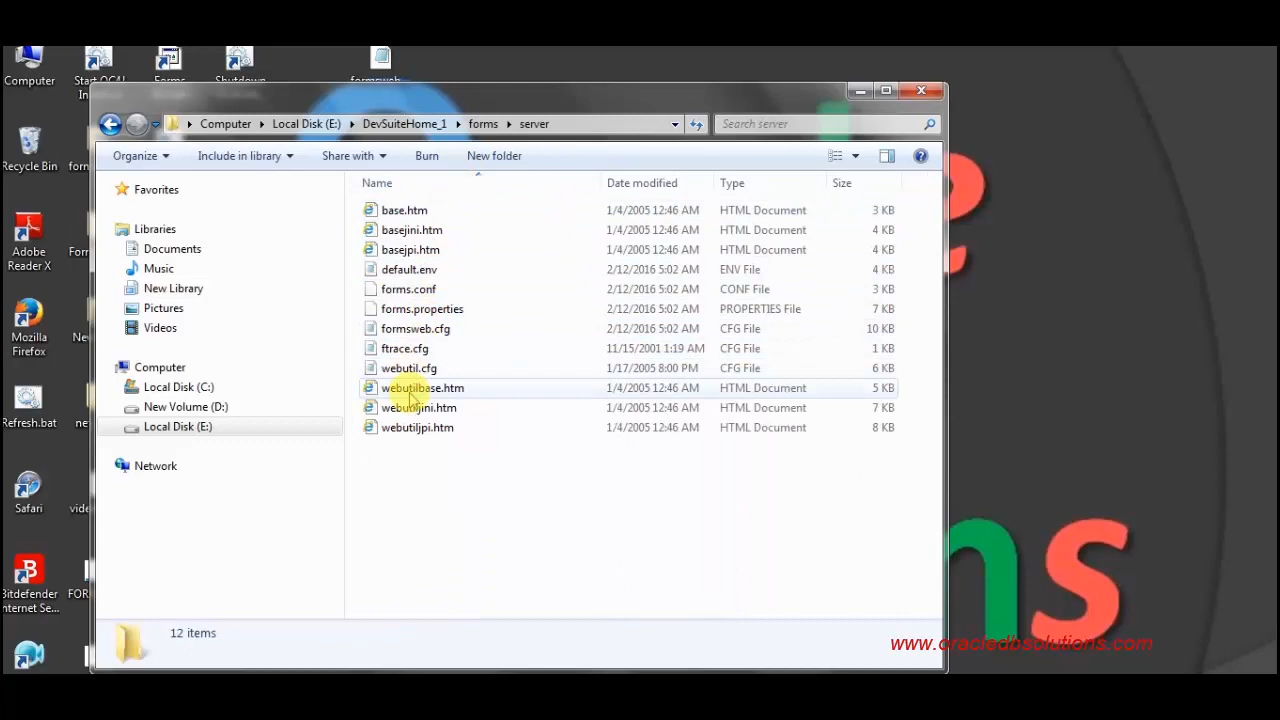 Computer
Start OC4J
In
Forms
Shutdown
formsweb
Recycle Bin
for
Adobe
Reader X
For
Mozilla
Firefox
Nev
Refresh.bat
ne
Safari
vide
Bitdefender
Internet Se...
FOR
Computer
Local Disk (E:)
DevSuiteHome_1
forms
server
Search server
Organize
Include in library
Share with
Burn
New folder
Favorites
Libraries
Documents
Music
New Library
Pictures
Videos
Computer
Local Disk (C:)
New Volume (D:)
Local Disk (E:)
Network
Name Date modified Type Size
base.htm 1/4/2005 12:46 AM HTML Document 3 KB
basejini.htm 1/4/2005 12:46 AM HTML Document 4 KB
basejpi.htm 1/4/2005 12:46 AM HTML Document 4 KB
default.env 2/12/2016 5:02 AM ENV File 4 KB
forms.conf 2/12/2016 5:02 AM CONF File 2 KB
forms.properties 2/12/2016 5:02 AM PROPERTIES File 7 KB
formsweb.cfg 2/12/2016 5:02 AM CFG File 10 KB
ftrace.cfg 11/15/2001 1:19 AM CFG File 1 KB
webutil.cfg 1/17/2005 8:00 PM CFG File 6 KB
webutilbase.htm 1/4/2005 12:46 AM HTML Document 5 KB
webutiljini.htm 1/4/2005 12:46 AM HTML Document 7 KB
webutiljpi.htm 1/4/2005 12:46 AM HTML Document 8 KB
12 items
ns
www.oracledbsolutions.com